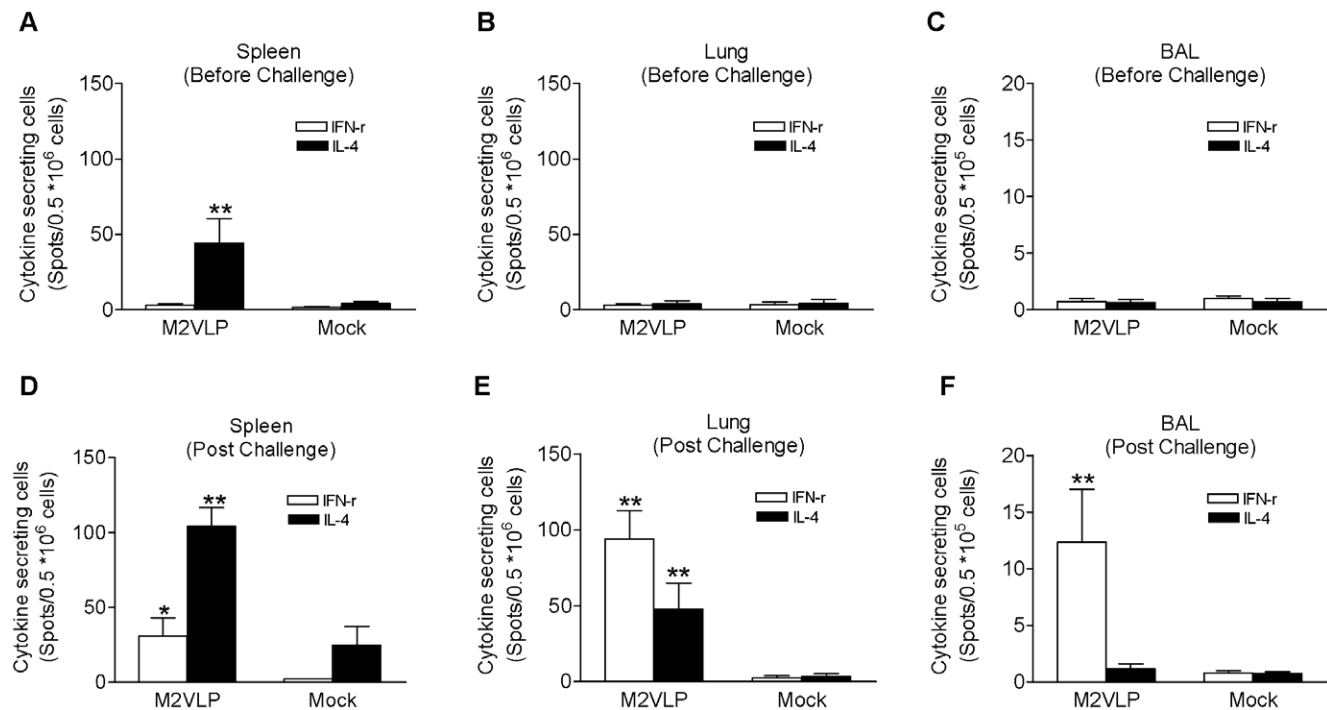 A
Spleen
(Before Challenge)
Cytokine secreting cells
(Spots/0.5 *10⁶ cells)
150
100
50
0
IFN-r
IL-4
**
M2VLP
Mock
B
Lung
(Before Challenge)
Cytokine secreting cells
(Spots/0.5 *10⁶ cells)
150
100
50
0
IFN-r
IL-4
M2VLP
Mock
C
BAL
(Before Challenge)
Cytokine secreting cells
(Spots/0.5 *10⁵ cells)
20
15
10
5
0
IFN-r
IL-4
M2VLP
Mock
D
Spleen
(Post Challenge)
Cytokine secreting cells
(Spots/0.5 *10⁶ cells)
150
100
50
0
IFN-r
IL-4
*
**
M2VLP
Mock
E
Lung
(Post Challenge)
Cytokine secreting cells
(Spots/0.5 *10⁶ cells)
150
100
50
0
IFN-r
IL-4
**
**
M2VLP
Mock
F
BAL
(Post Challenge)
Cytokine secreting cells
(Spots/0.5 *10⁵ cells)
20
15
10
5
0
IFN-r
IL-4
**
M2VLP
Mock